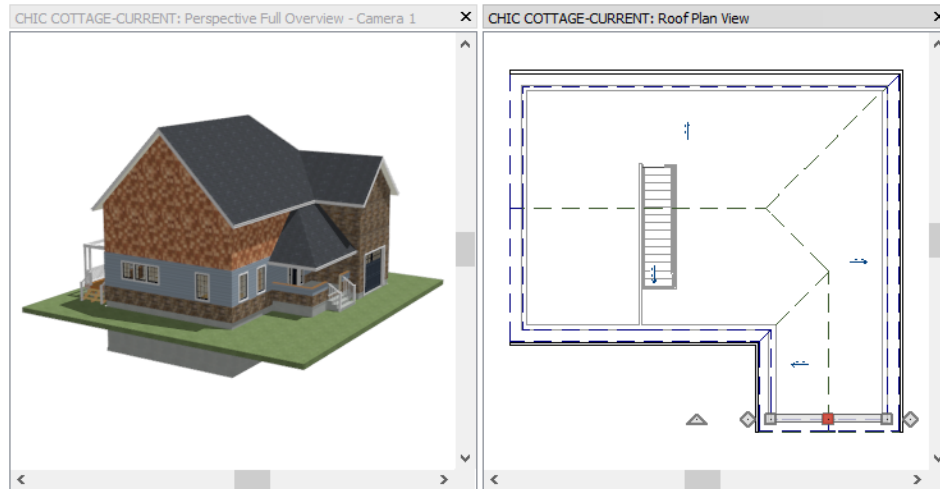 CHIC COTTAGE-CURRENT: Perspective Full Overview - Camera 1
CHIC COTTAGE-CURRENT: Roof Plan View